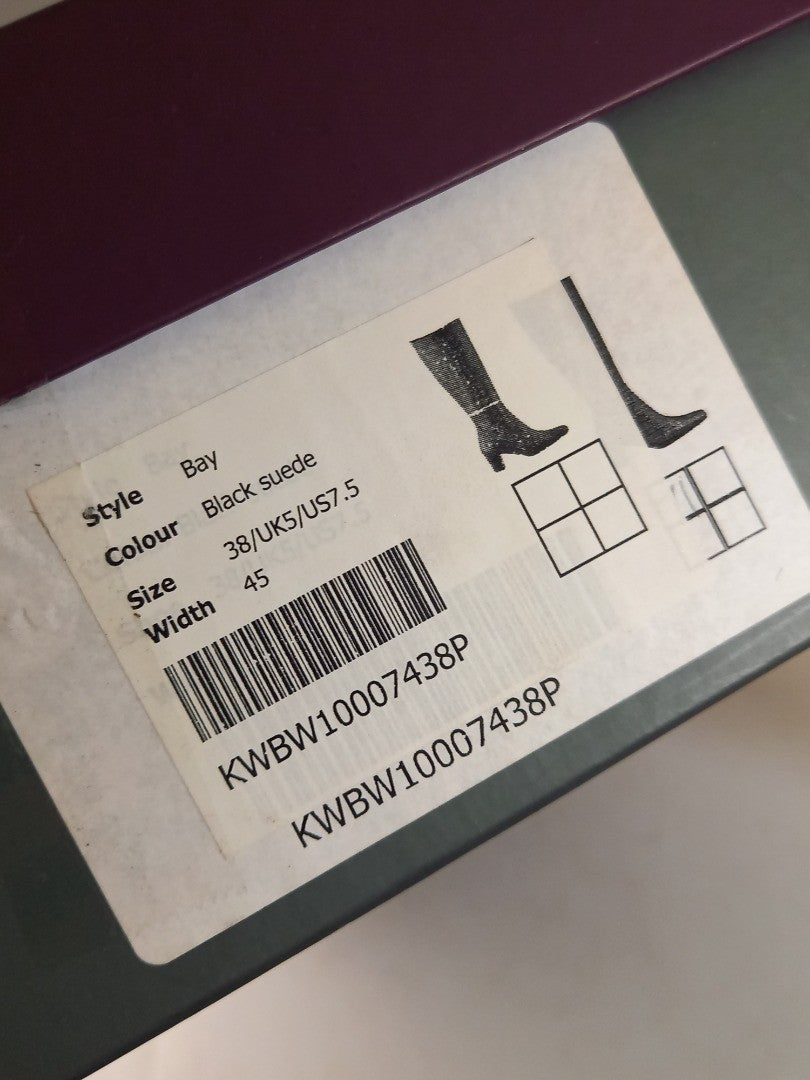 Style Bay
Colour Black suede
Size 38/UK5/US7.5
Width 45
KWBW10007438P
KWBW10007438P